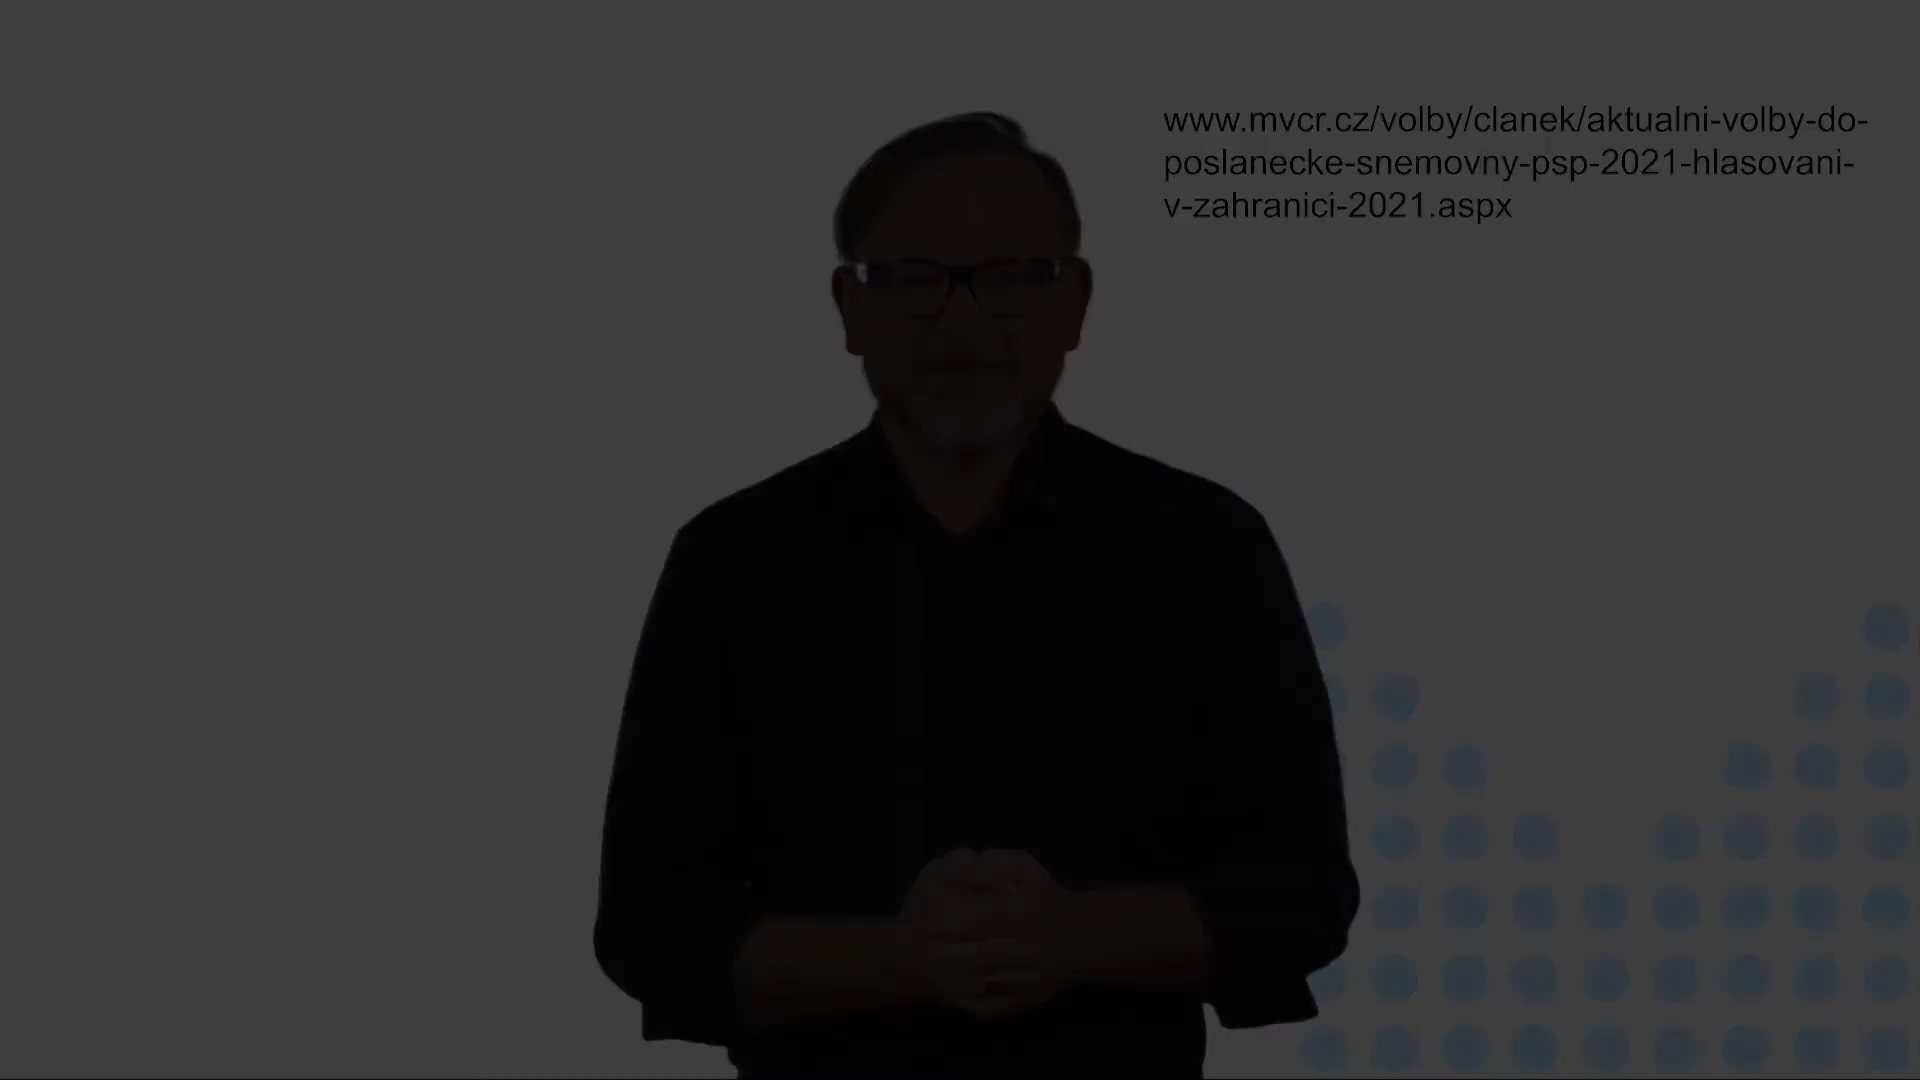 www.mvcr.cz/volby/clanek/aktualni-volby-do-
poslanecke-snemovny-psp-2021-hlasovani-
v-zahranici-2021.aspx